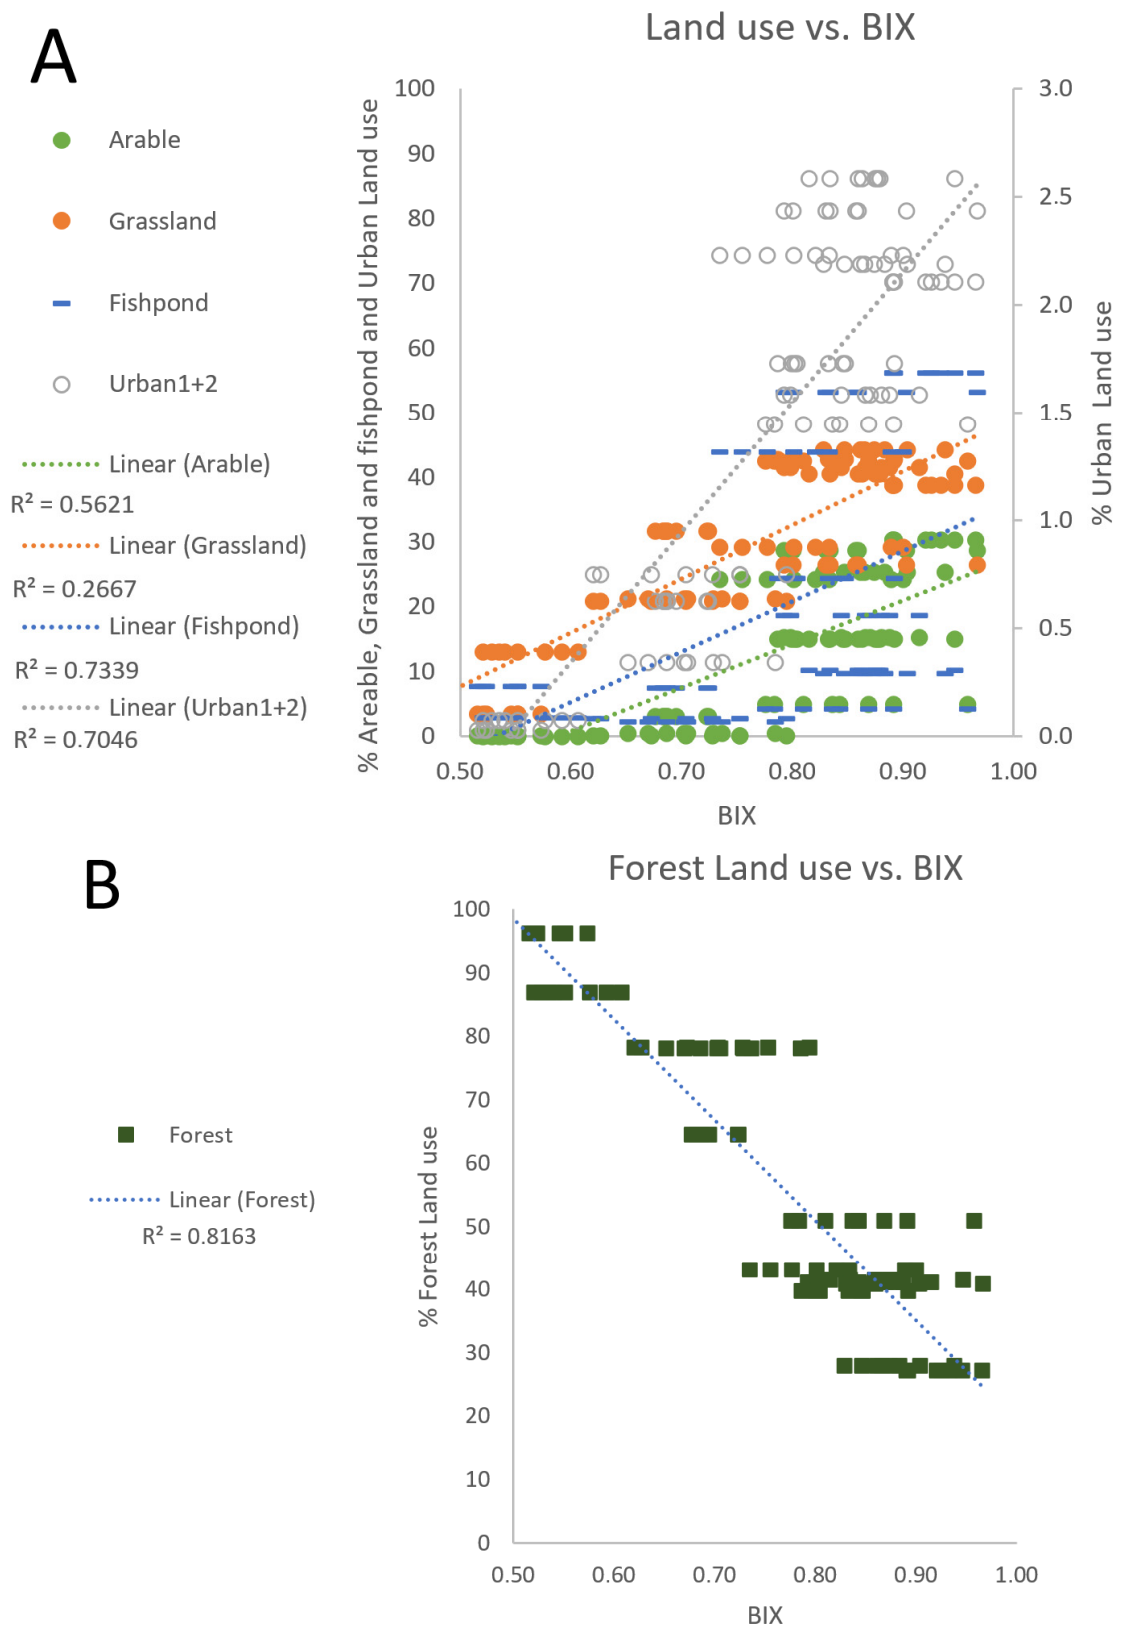 A
Land use vs. BIX
Arable
Grassland
Fishpond
Urban1+2
Linear (Arable)
R² = 0.5621
Linear (Grassland)
R² = 0.2667
Linear (Fishpond)
R² = 0.7339
Linear (Urban1+2)
R² = 0.7046
% Areable, Grassland and fishpond and Urban Land use
100
90
80
70
60
50
40
30
20
10
0
3.0
2.5
2.0
1.5
1.0
0.5
0.0
% Urban Land use
0.50 0.60 0.70 0.80 0.90 1.00
BIX
B
Forest Land use vs. BIX
Forest
Linear (Forest)
R² = 0.8163
% Forest Land use
100
90
80
70
60
50
40
30
20
10
0
0.50 0.60 0.70 0.80 0.90 1.00
BIX